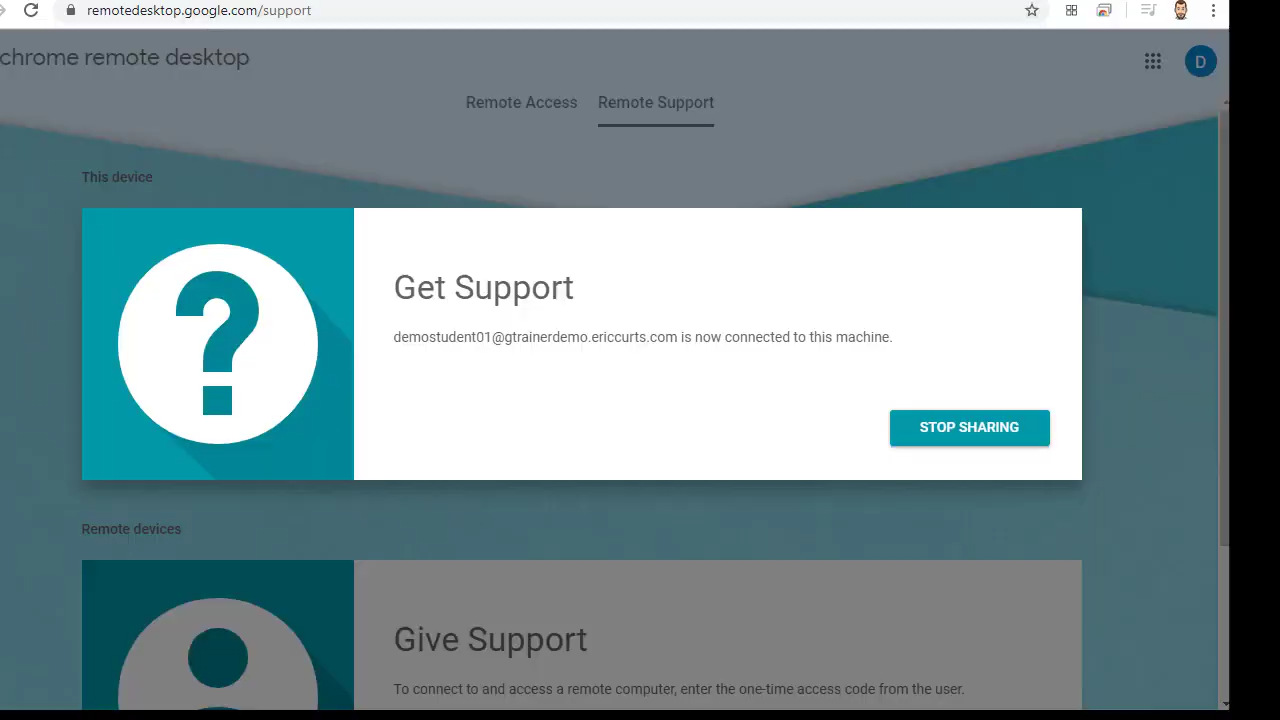 remotedesktop.google.com/support
chrome remote desktop
D
Remote Access
Remote Support
This device
?
Get Support
demostudent01@gtrainerdemo.ericcurts.com is now connected to this machine.
STOP SHARING
Remote devices
Give Support
To connect to and access a remote computer, enter the one-time access code from the user.